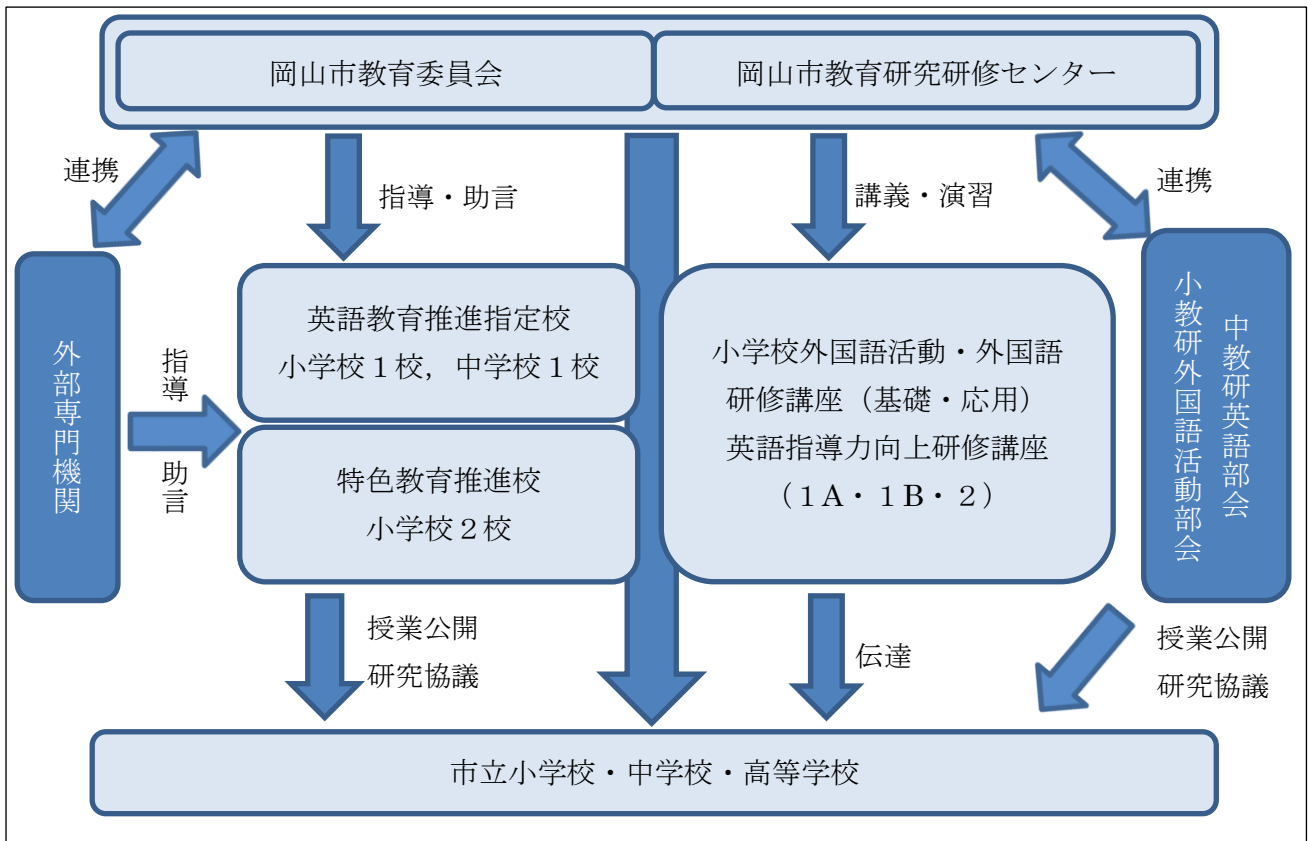 岡山市教育委員会
岡山市教育研究研修センター
連携
指導・助言
講義・演習
連携
外部専門機関
指導
助言
英語教育推進指定校
小学校１校，中学校１校
特色教育推進校
小学校２校
小学校外国語活動・外国語
研修講座（基礎・応用）
英語指導力向上研修講座
（１A・１B・２）
中教研英語部会
小教研外国語活動部会
授業公開
研究協議
伝達
授業公開
研究協議
市立小学校・中学校・高等学校